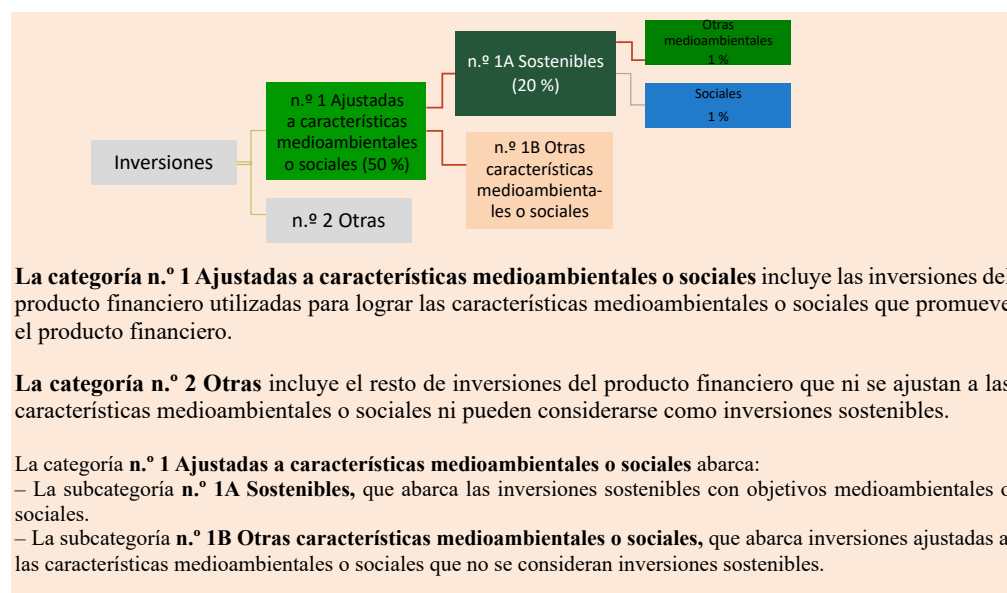 Otras
medioambientales
1 %
n.º 1A Sostenibles
(20 %)
Sociales
1 %
n.º 1 Ajustadas
a características
medioambientales
o sociales (50 %)
n.º 1B Otras
características
medioambienta-
les o sociales
Inversiones
n.º 2 Otras
La categoría n.º 1 Ajustadas a características medioambientales o sociales incluye las inversiones del
producto financiero utilizadas para lograr las características medioambientales o sociales que promueve
el producto financiero.
La categoría n.º 2 Otras incluye el resto de inversiones del producto financiero que ni se ajustan a las
características medioambientales o sociales ni pueden considerarse como inversiones sostenibles.
La categoría n.º 1 Ajustadas a características medioambientales o sociales abarca:
– La subcategoría n.º 1A Sostenibles, que abarca las inversiones sostenibles con objetivos medioambientales o
sociales.
– La subcategoría n.º 1B Otras características medioambientales o sociales, que abarca inversiones ajustadas a
las características medioambientales o sociales que no se consideran inversiones sostenibles.